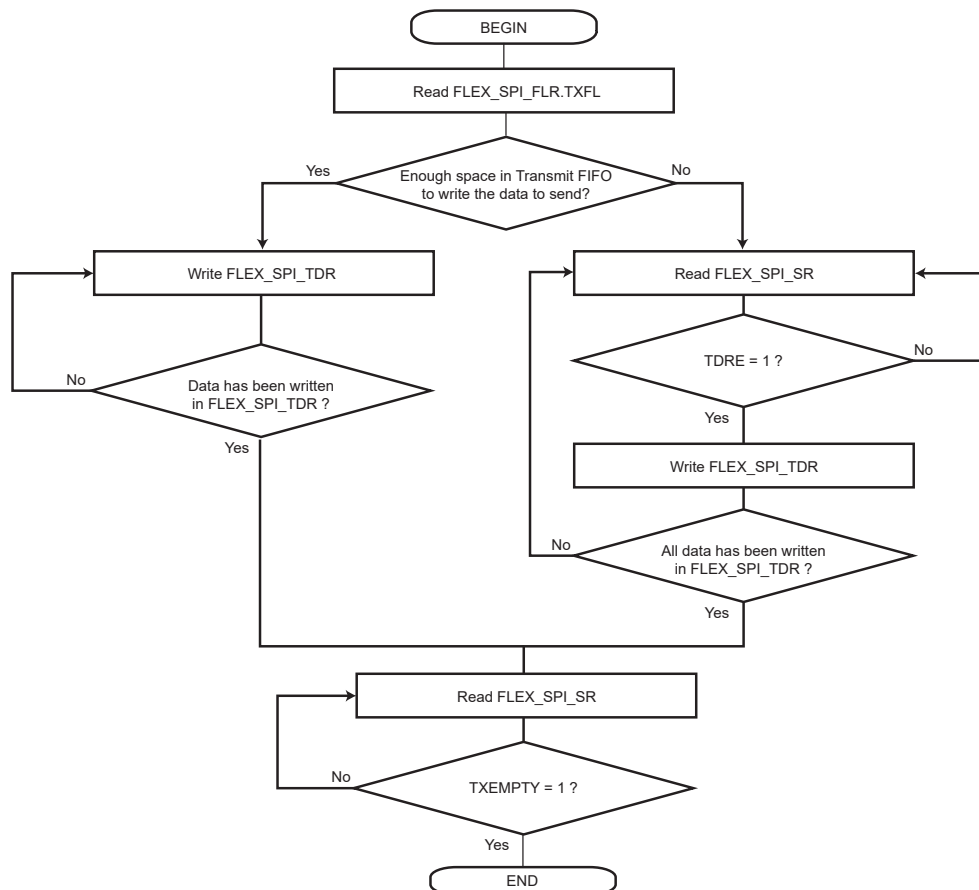 BEGIN
Read FLEX_SPI_FLR.TXFL
Yes
Enough space in Transmit FIFO
to write the data to send?
No
Write FLEX_SPI_TDR
Read FLEX_SPI_SR
No
Data has been written
in FLEX_SPI_TDR ?
Yes
TDRE = 1 ?
No
Yes
Write FLEX_SPI_TDR
No
All data has been written
in FLEX_SPI_TDR ?
Yes
Read FLEX_SPI_SR
No
TXEMPTY = 1 ?
Yes
END